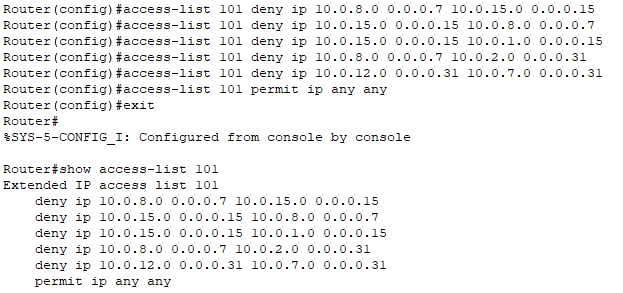 Router(config)#access-list 101 deny ip 10.0.8.0 0.0.0.7 10.0.15.0 0.0.0.15
Router(config)#access-list 101 deny ip 10.0.15.0 0.0.0.15 10.0.8.0 0.0.0.7
Router(config)#access-list 101 deny ip 10.0.15.0 0.0.0.15 10.0.1.0 0.0.0.15
Router(config)#access-list 101 deny ip 10.0.8.0 0.0.0.7 10.0.2.0 0.0.0.31
Router(config)#access-list 101 deny ip 10.0.12.0 0.0.0.31 10.0.7.0 0.0.0.31
Router(config)#access-list 101 permit ip any any
Router(config)#exit
Router#
%SYS-5-CONFIG_I: Configured from console by console
Router#show access-list 101
Extended IP access list 101
deny ip 10.0.8.0 0.0.0.7 10.0.15.0 0.0.0.15
deny ip 10.0.15.0 0.0.0.15 10.0.8.0 0.0.0.7
deny ip 10.0.15.0 0.0.0.15 10.0.1.0 0.0.0.15
deny ip 10.0.8.0 0.0.0.7 10.0.2.0 0.0.0.31
deny ip 10.0.12.0 0.0.0.31 10.0.7.0 0.0.0.31
permit ip any any